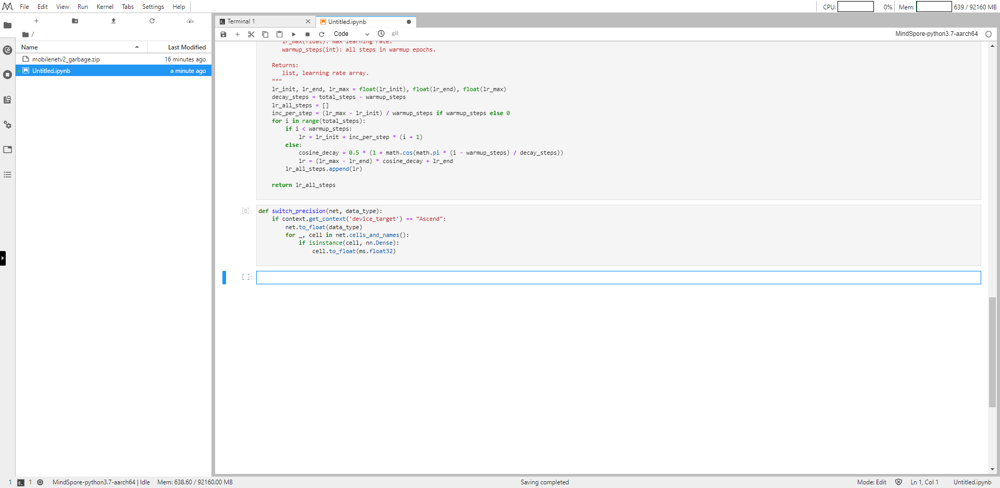 File Edit View Run Kernel Tabs Settings Help
CPU: 0% Mem: 639 / 92160 MB
/
Name Last Modified
mobilenetv2_garbage.zip 16 minutes ago
Untitled.ipynb a minute ago
Terminal 1
Untitled.ipynb
Code git MindSpore-python3.7-aarch64
lr_max(float): max learning rate.
warmup_steps(int): all steps in warmup epochs.
Returns:
list, learning rate array.
"""
lr_init, lr_end, lr_max = float(lr_init), float(lr_end), float(lr_max)
decay_steps = total_steps - warmup_steps
lr_all_steps = []
inc_per_step = (lr_max - lr_init) / warmup_steps if warmup_steps else 0
for i in range(total_steps):
if i < warmup_steps:
lr = lr_init + inc_per_step * (i + 1)
else:
cosine_decay = 0.5 * (1 + math.cos(math.pi * (i - warmup_steps) / decay_steps))
lr = (lr_max - lr_end) * cosine_decay + lr_end
lr_all_steps.append(lr)
return lr_all_steps
[6]: def switch_precision(net, data_type):
if context.get_context('device_target') == "Ascend":
net.to_float(data_type)
for _, cell in net.cells_and_names():
if isinstance(cell, nn.Dense):
cell.to_float(ms.float32)
[ ]:
1 1 MindSpore-python3.7-aarch64 | Idle Mem: 638.60 / 92160.00 MB Saving completed Mode: Edit Ln 1, Col 1 Untitled.ipynb